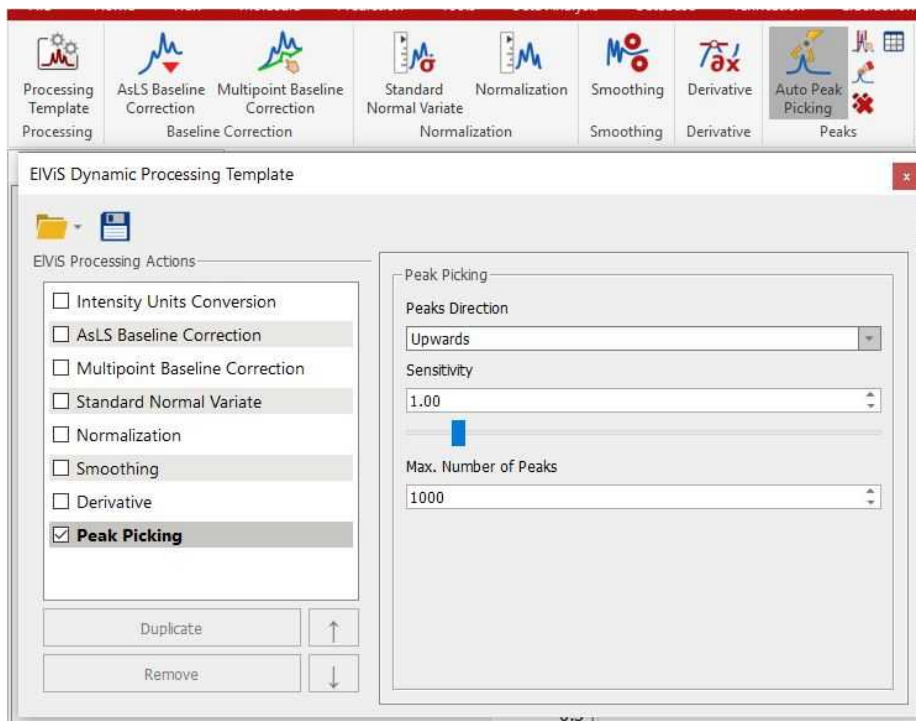 Processing Template
AsLS Baseline Correction
Multipoint Baseline Correction
Standard Normal Variate
Normalization
Smoothing
Derivative
Auto Peak Picking
Processing
Baseline Correction
Normalization
Smoothing
Derivative
Peaks
ElViS Dynamic Processing Template
ElViS Processing Actions
Intensity Units Conversion
AsLS Baseline Correction
Multipoint Baseline Correction
Standard Normal Variate
Normalization
Smoothing
Derivative
Peak Picking
Duplicate
Remove
Peak Picking
Peaks Direction
Upwards
Sensitivity
1.00
Max. Number of Peaks
1000